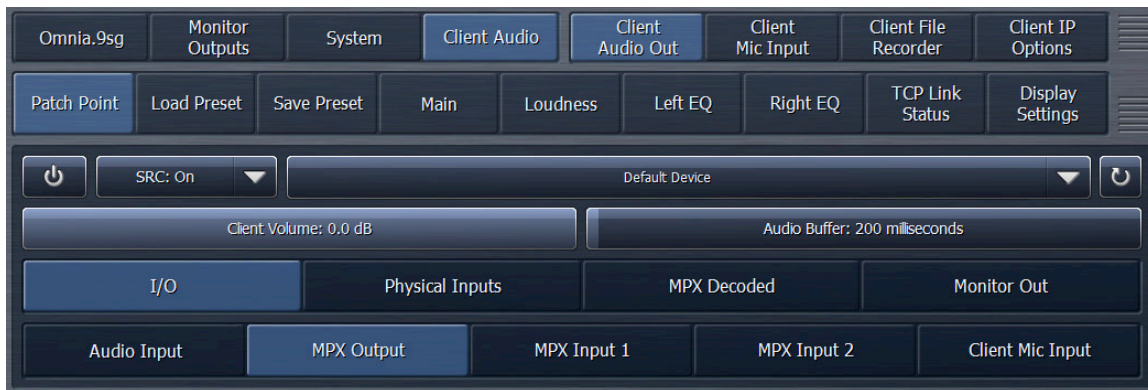 Omnia.9sg
Monitor
Outputs
System
Client Audio
Client
Audio Out
Client
Mic Input
Client File
Recorder
Client IP
Options
Patch Point
Load Preset
Save Preset
Main
Loudness
Left EQ
Right EQ
TCP Link
Status
Display
Settings
SRC: On
Default Device
Client Volume: 0.0 dB
Audio Buffer: 200 milliseconds
I/O
Physical Inputs
MPX Decoded
Monitor Out
Audio Input
MPX Output
MPX Input 1
MPX Input 2
Client Mic Input